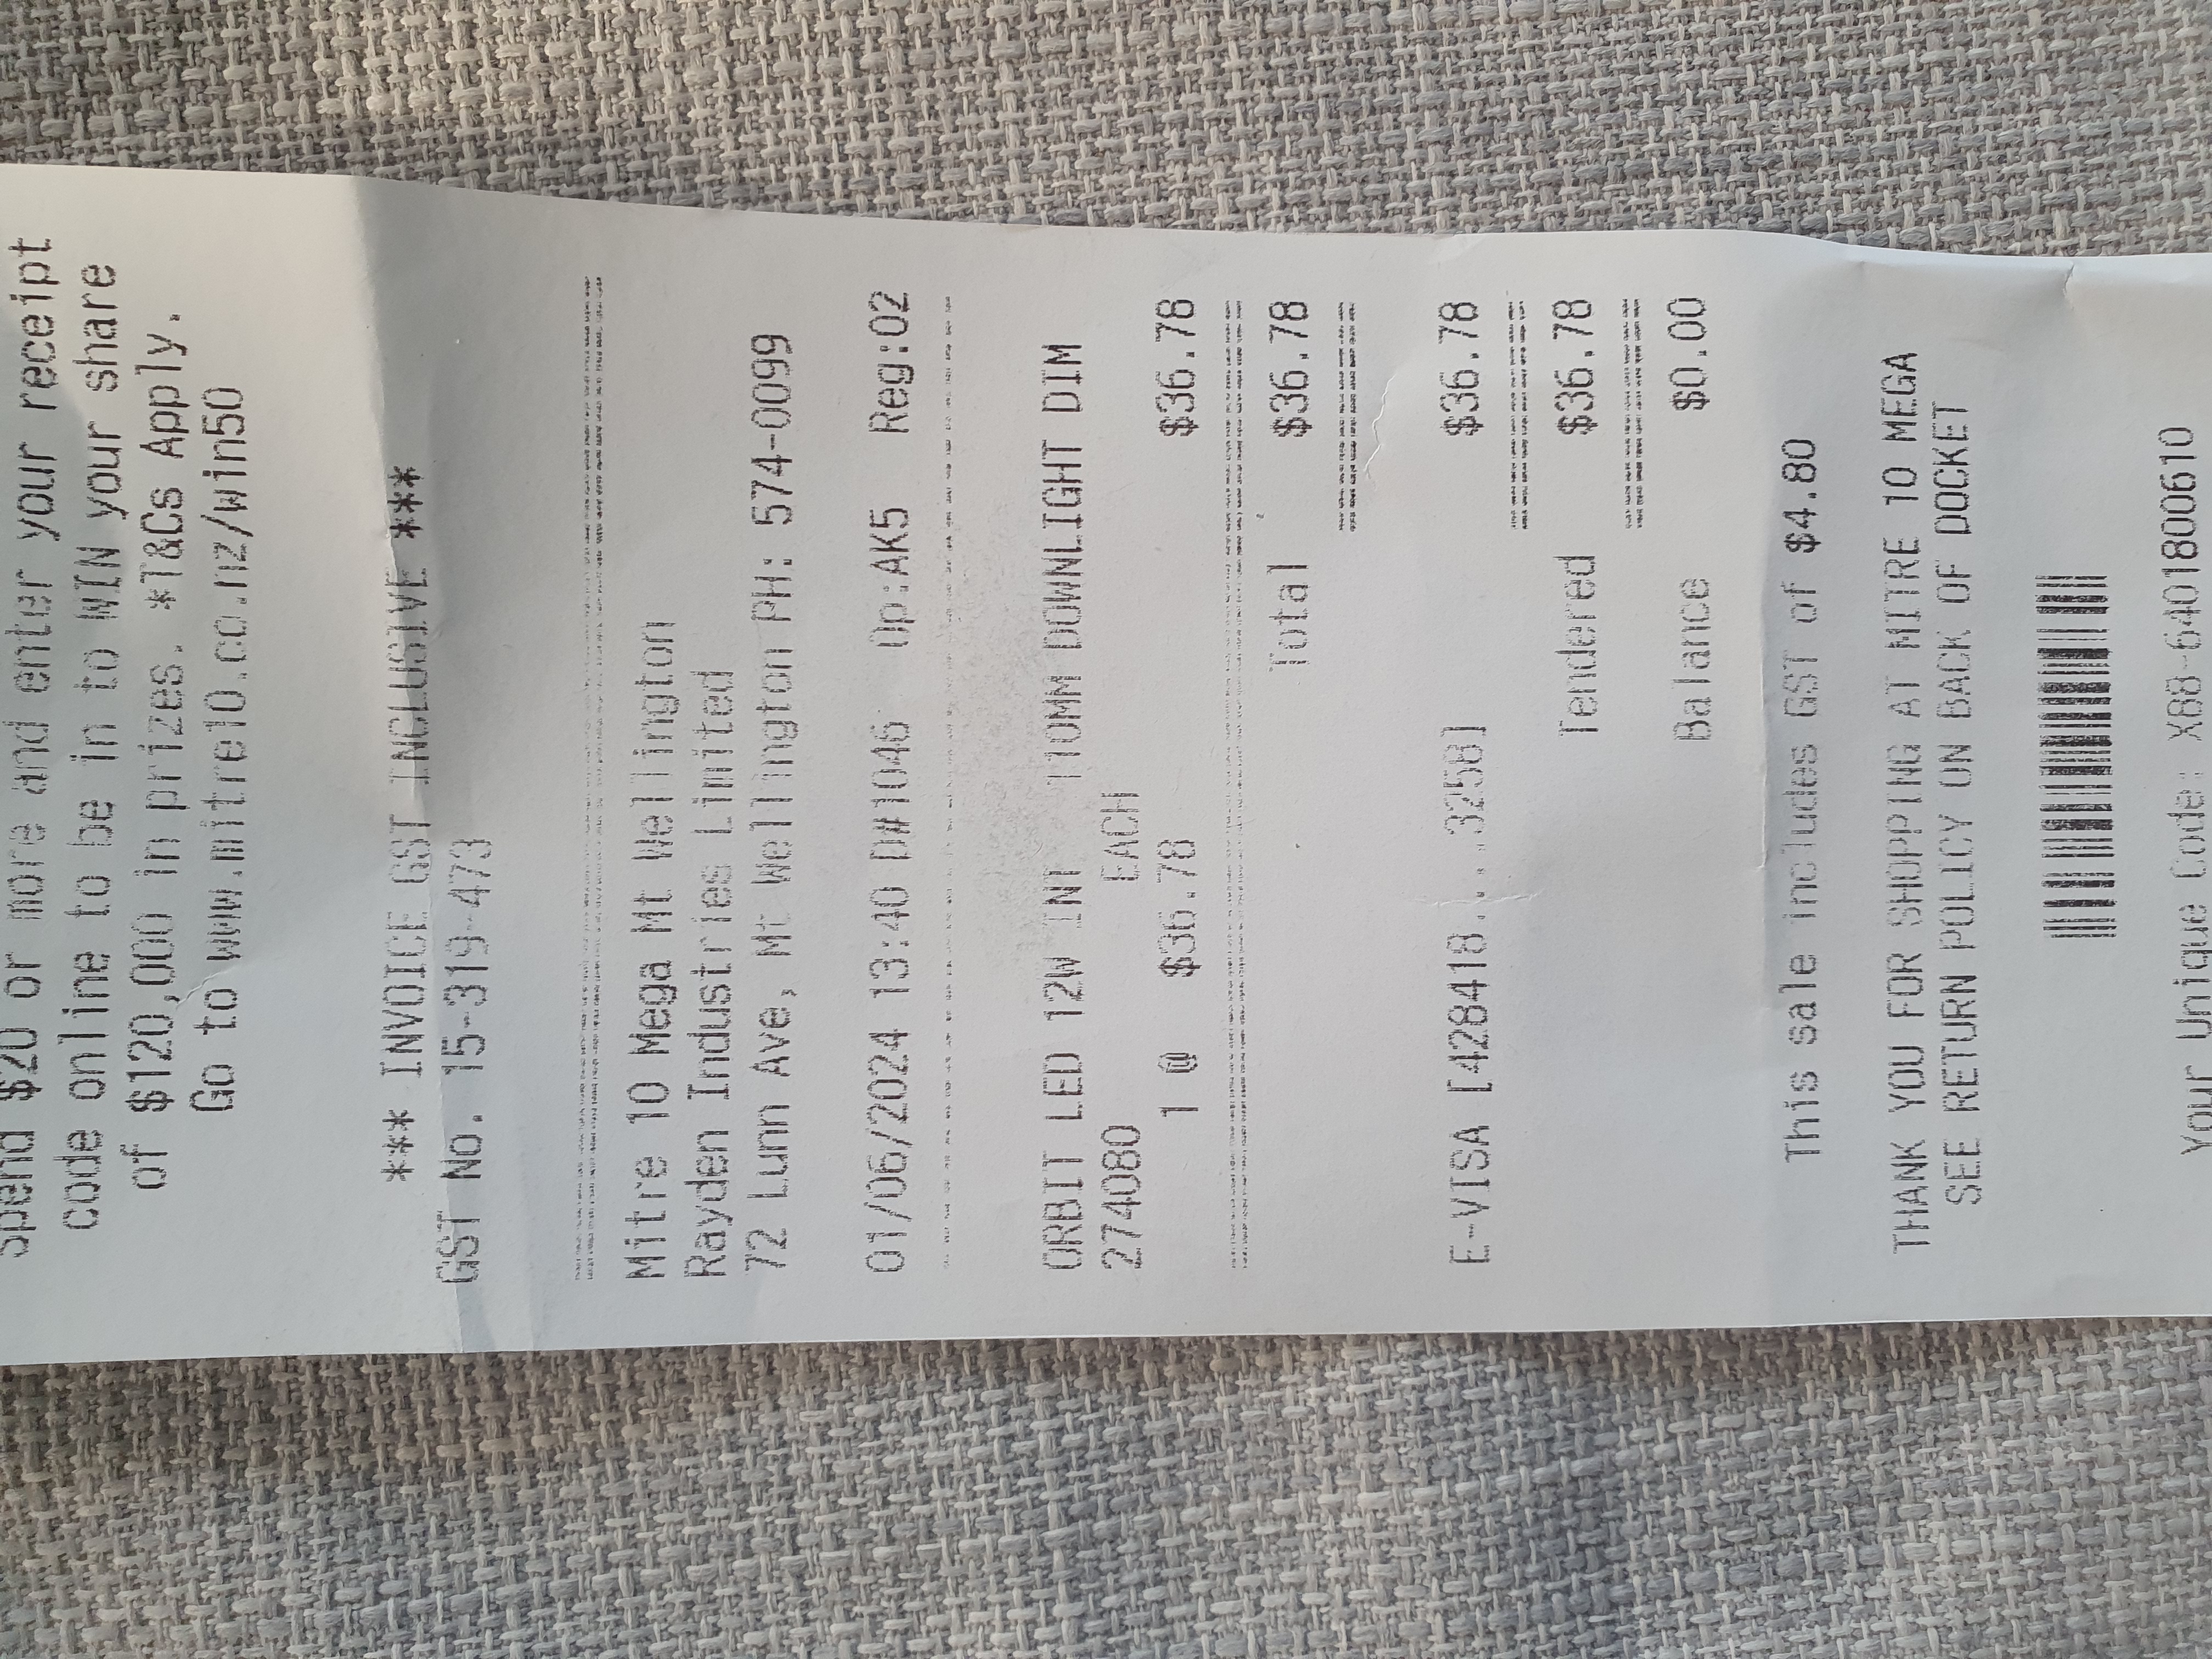 Spend $20 or more and enter your receipt
code online to be in to WIN your share
of $120,000 in prizes. *T&Cs Apply.
Go to www.mitre10.co.nz/win50
*** INVOICE GST INCLUSIVE ***
GST No. 15-319-473
Mitre 10 Mega Mt Wellington
Rayden Industries Limited
72 Lunn Ave, Mt Wellington PH: 574-0099
01/06/2024 13:40 D#1046 Op:AK5 Reg:02
ORBIT LED 12W INT 110MM DOWNLIGHT DIM
274080 EACH
1 @ $36.78 $36.78
Total $36.78
E-VISA [428418....3258] $36.78
Tendered $36.78
Balance $0.00
This sale includes GST of $4.80
THANK YOU FOR SHOPPING AT MITRE 10 MEGA
SEE RETURN POLICY ON BACK OF DOCKET
Your Unique Code: X88-6401800610